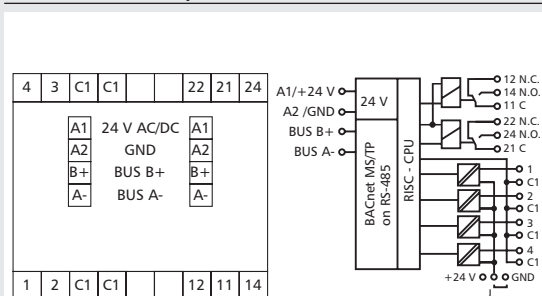 4 3 C1 C1 22 21 24
A1 24 V AC/DC A1
A2 GND A2
B+ BUS B+ B+
A- BUS A- A-
1 2 C1 C1 12 11 14
A1/+24 V
A2 /GND
BUS B+
BUS A-
24 V
BACnet MS/TP
on RS-485
RISC - CPU
12 N.C.
14 N.O.
11 C
22 N.C.
24 N.O.
21 C
1
C1
2
C1
3
C1
4
C1
+24 V GND